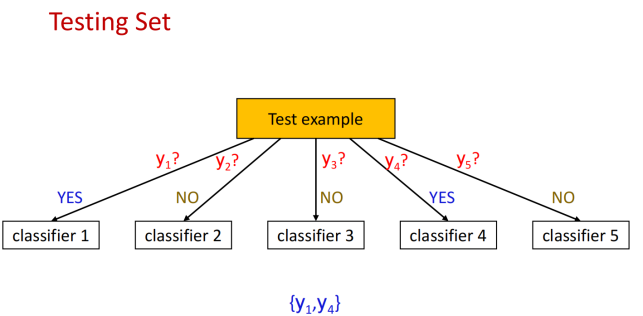 Testing Set
Test example
y₁? y₂? y₃? y₄? y₅?
YES NO NO YES NO
classifier 1 classifier 2 classifier 3 classifier 4 classifier 5
{y₁,y₄}